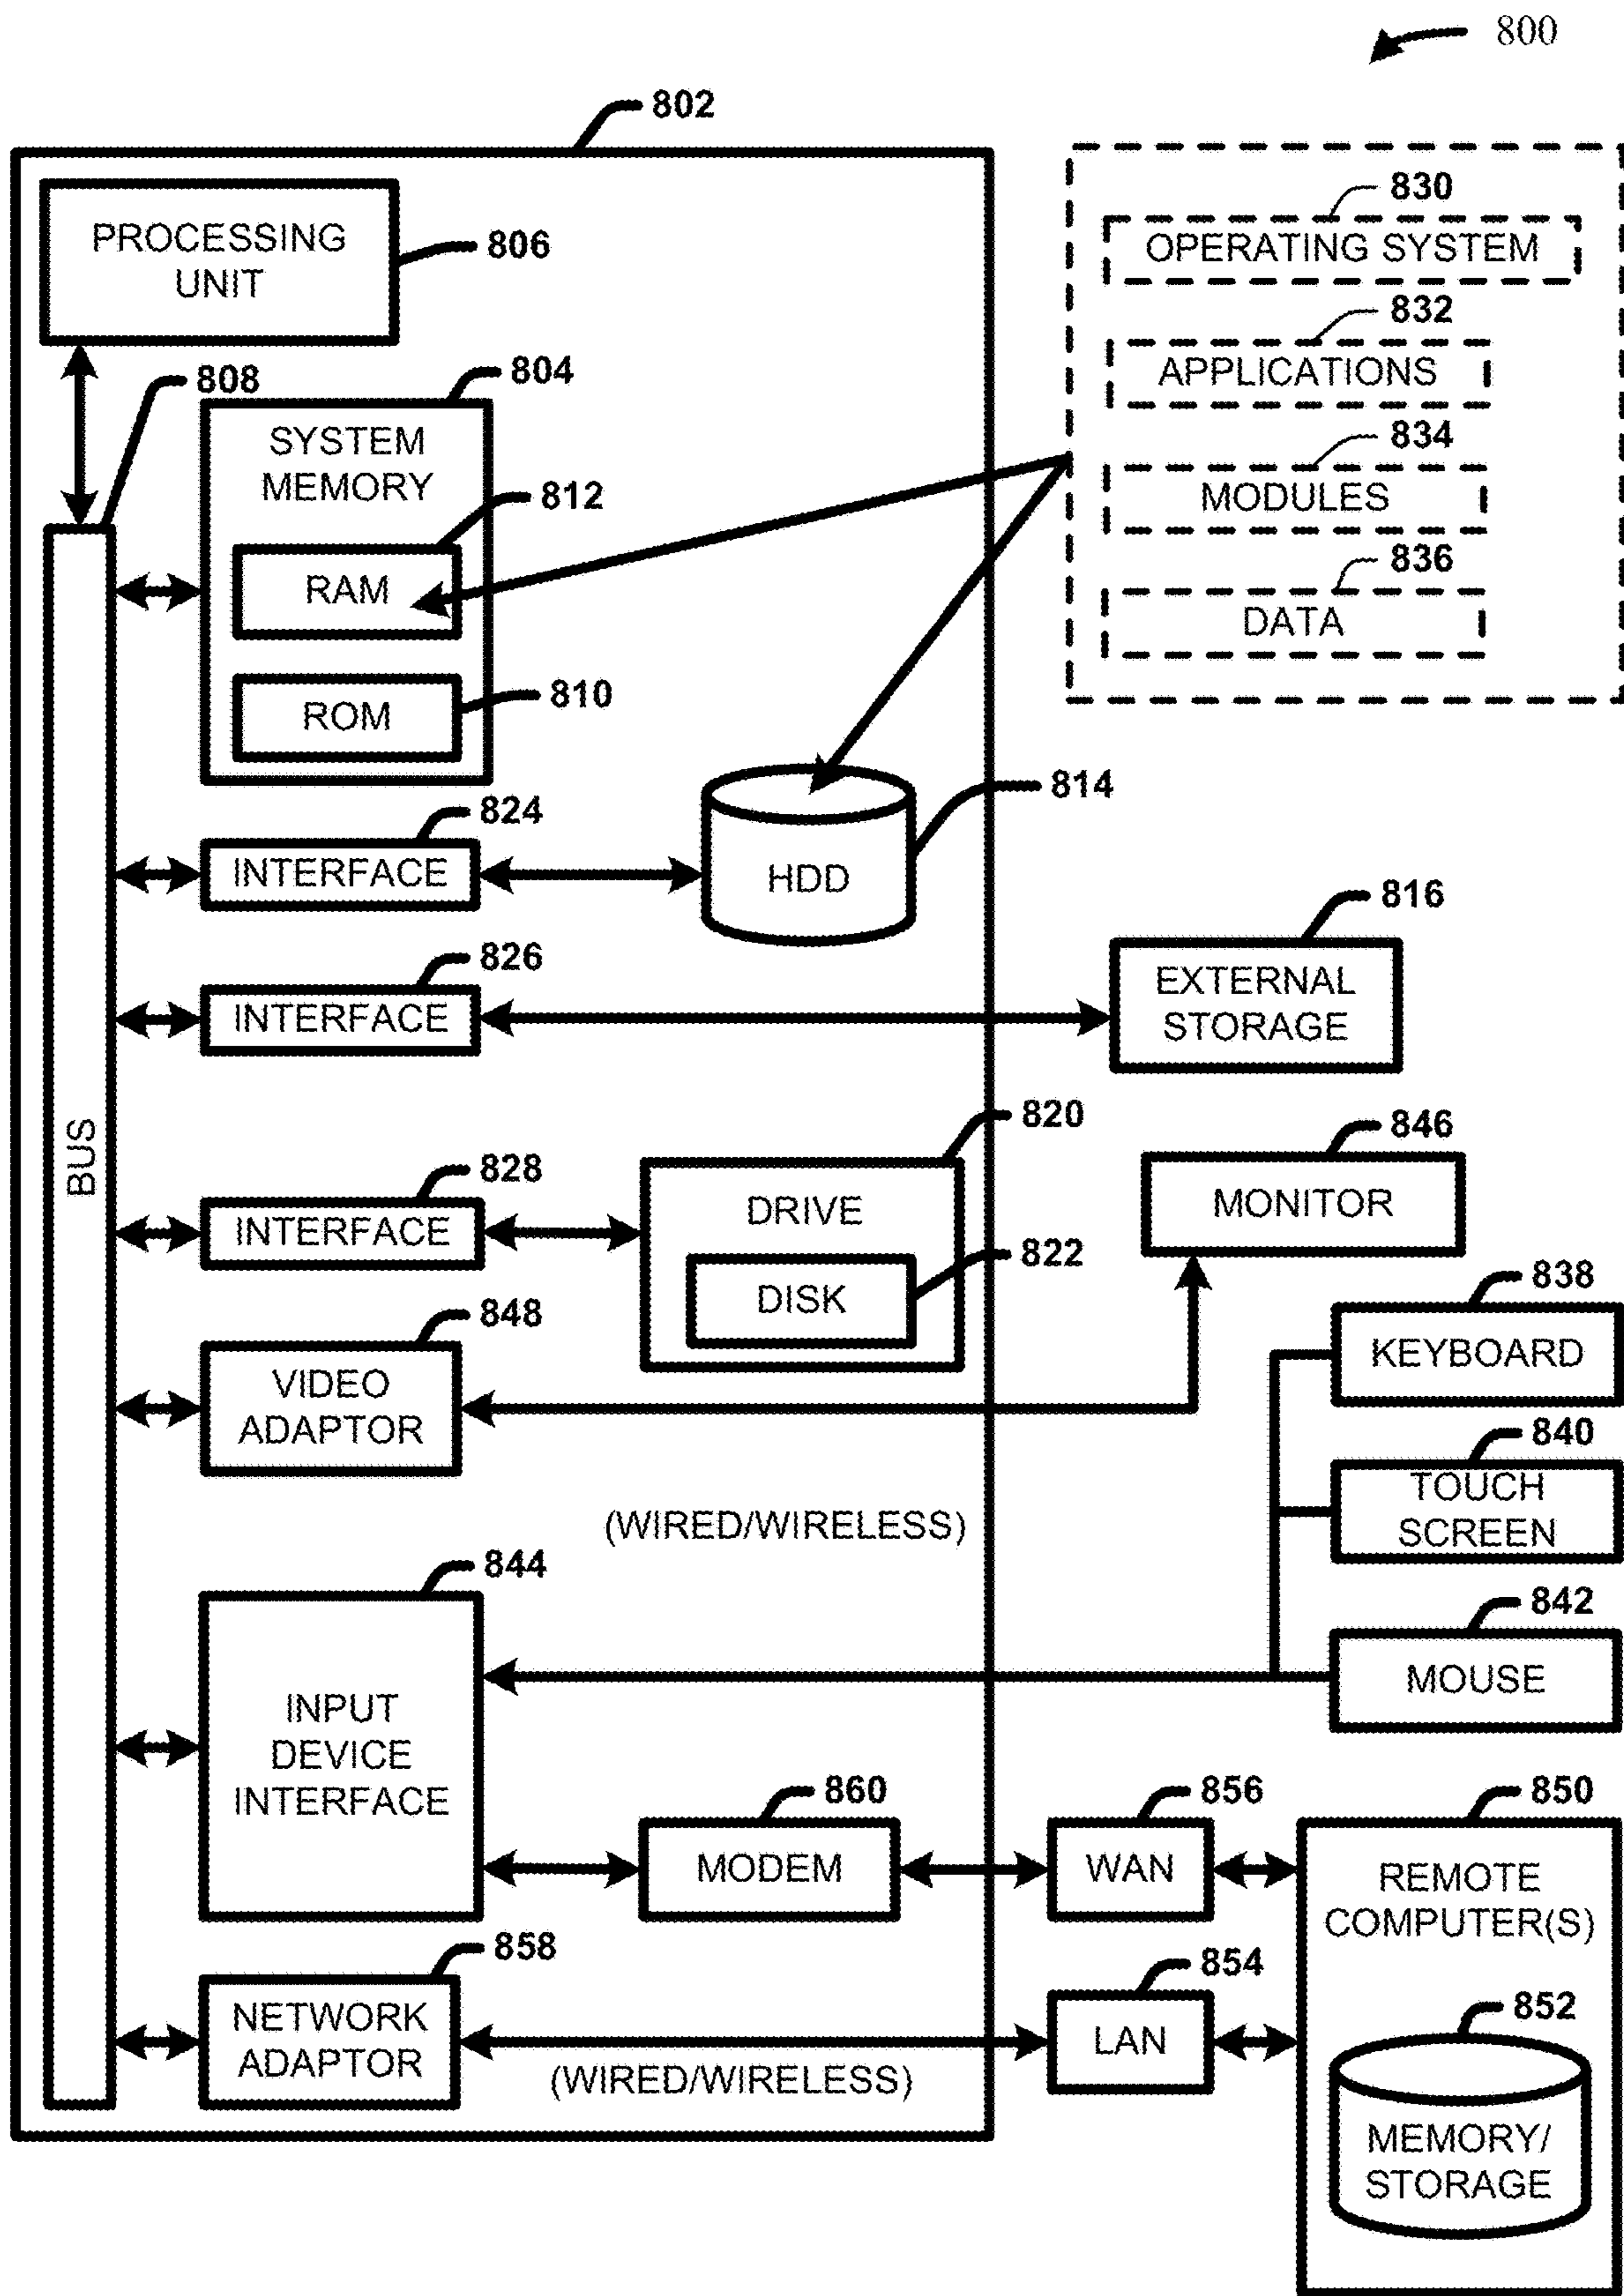 800
802
PROCESSING
UNIT
806
830
OPERATING SYSTEM
832
APPLICATIONS
834
MODULES
836
DATA
808
804
SYSTEM
MEMORY
812
RAM
810
ROM
824
INTERFACE
814
HDD
816
EXTERNAL
STORAGE
826
INTERFACE
BUS
828
INTERFACE
820
DRIVE
822
DISK
846
MONITOR
848
VIDEO
ADAPTOR
838
KEYBOARD
840
TOUCH
SCREEN
(WIRED/WIRELESS)
842
MOUSE
844
INPUT
DEVICE
INTERFACE
860
MODEM
856
WAN
850
REMOTE
COMPUTER(S)
858
NETWORK
ADAPTOR
(WIRED/WIRELESS)
854
LAN
852
MEMORY/
STORAGE